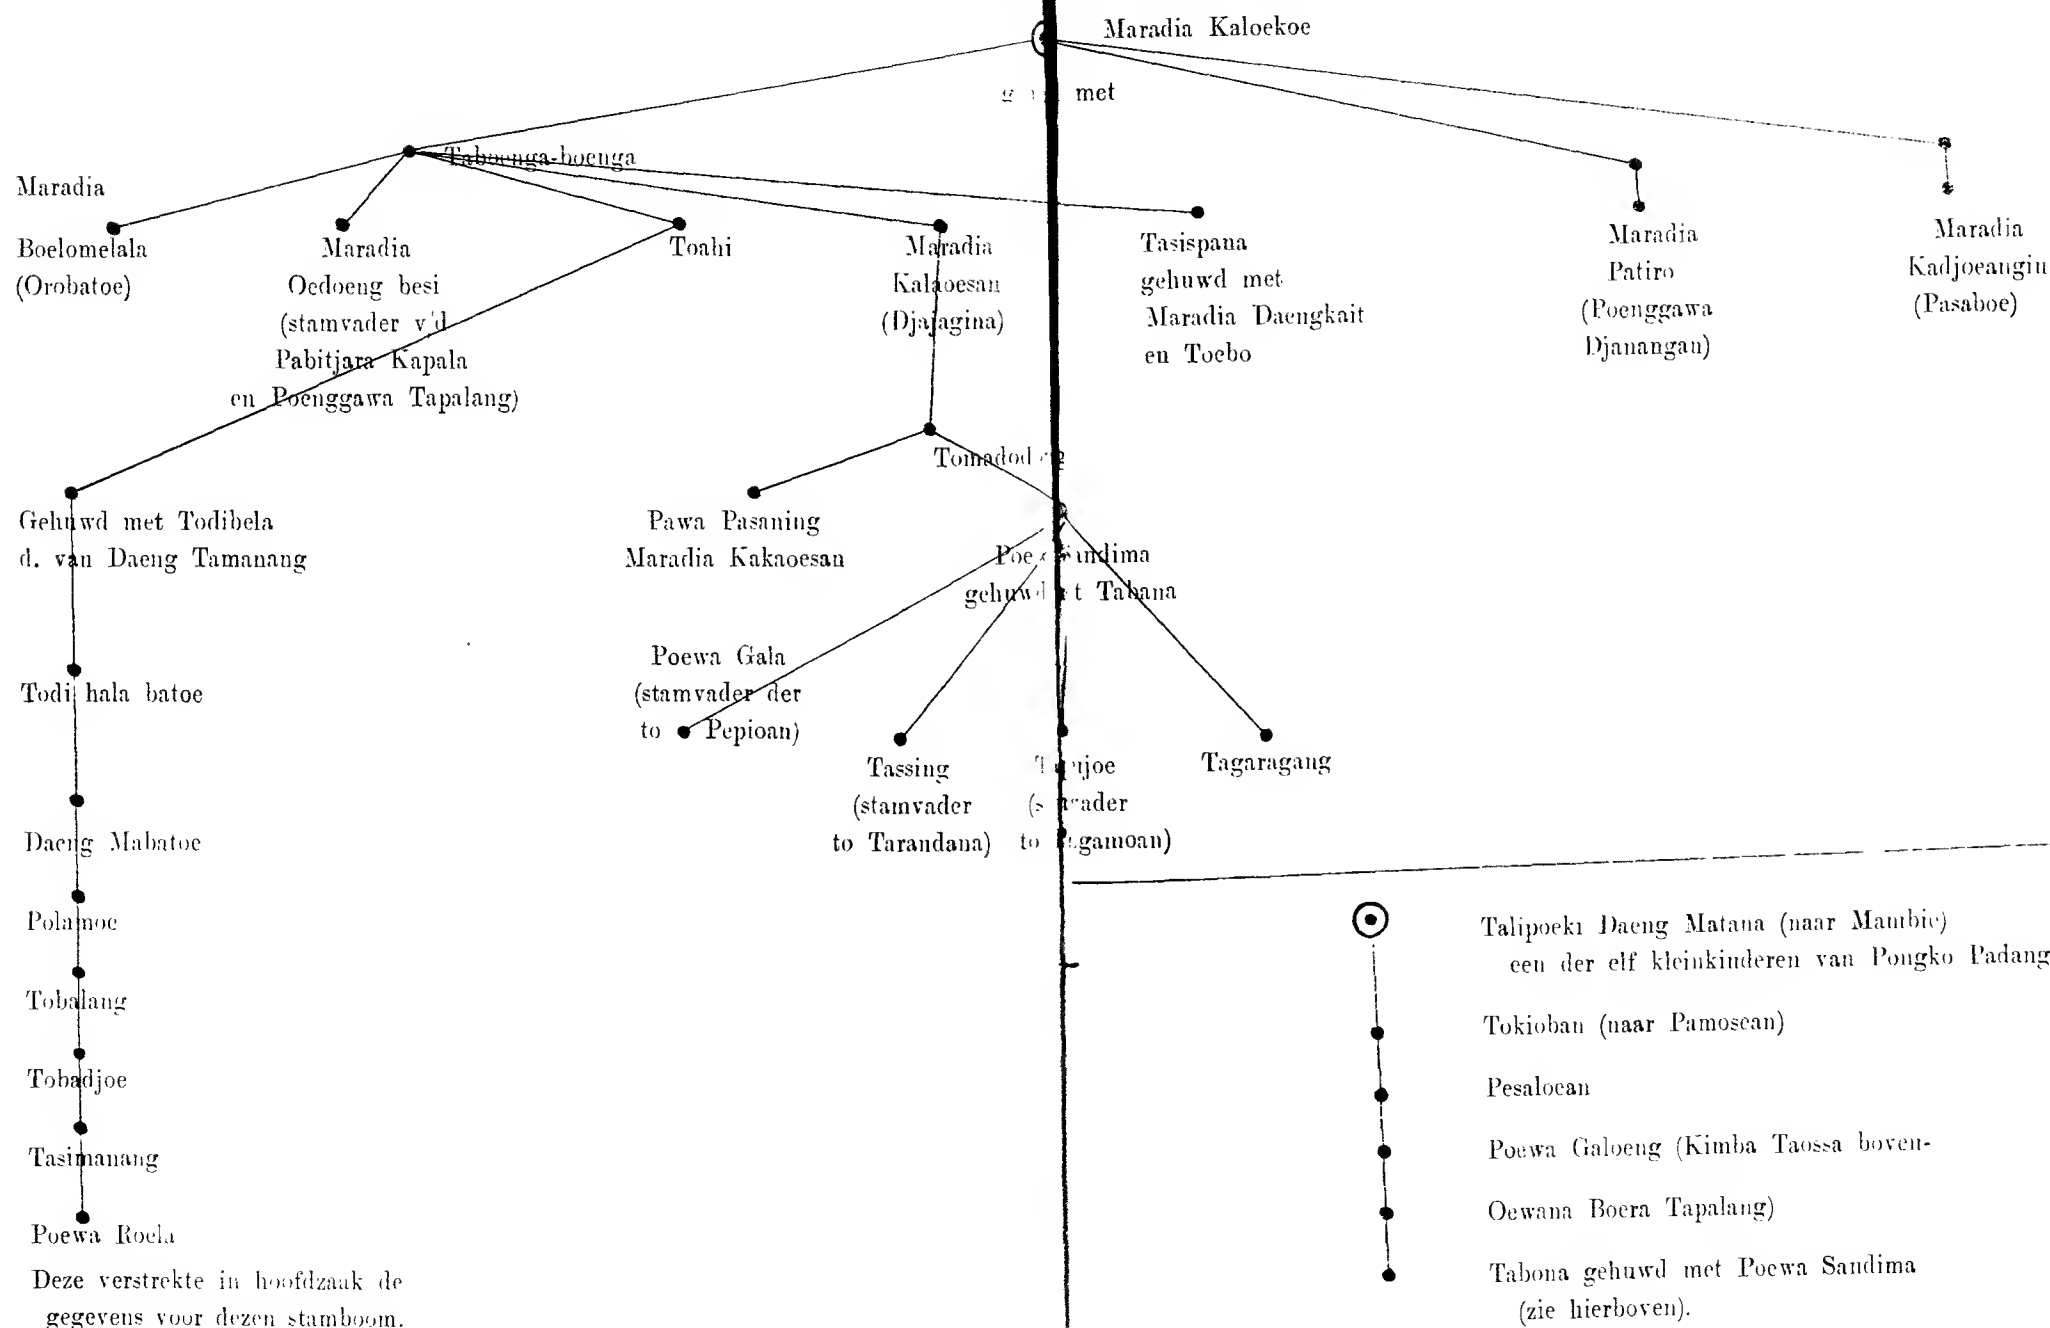 Maradia Kaloekoe
met
Taboenga-boenga
Maradia
Boelomelala
(Orobatoe)
Maradia
Oedoeng besi
(stamvader v/d
Pabitjara Kapala
en Poenggawa Tapalang)
Toahi
Maradia
Kalaoesan
(Djajagina)
Tasispana
gehuwd met
Maradia Daengkait
en Toebo
Maradia
Patiro
(Poenggawa
Djanangan)
Maradia
Kadjoeangin
(Pasaboe)
Tomadod
Gehuwd met Todibela
d. van Daeng Tamanang
Pawa Pasaning
Maradia Kakaoesan
gehuwd Tabana
Poewa Gala
(stamvader der
to Pepioan)
Todi hala batoe
Tassing
(stamvader
to Tarandana)
to
Tagaragang
Daeng Mabatoe
Polamoe
Tobalang
Tobadjoe
Tasimanang
Poewa Roela
Deze verstrekte in hoofdzaak de
gegevens voor dezen stamboom.
Talipoeki Daeng Matana (naar Mambie)
een der elf kleinkinderen van Pongko Padang
Tokioban (naar Pamosean)
Pesaloean
Poewa Galoeng (Kimba Taossa boven-
Oewana Boera Tapalang)
Tabona gehuwd met Poewa Sandima
(zie hierboven).